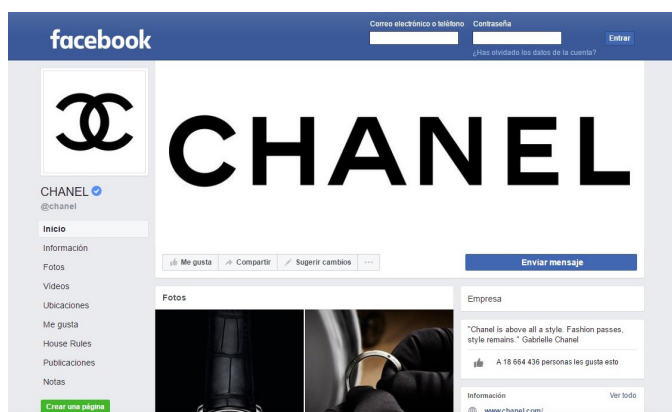 facebook
Correo electrónico o teléfono
Contraseña
Entrar
¿Has olvidado los datos de la cuenta?
CHANEL
CHANEL
@chanel
Inicio
Información
Fotos
Vídeos
Ubicaciones
Me gusta
House Rules
Publicaciones
Notas
Crear una página
Me gusta
Compartir
Sugerir cambios
Enviar mensaje
Fotos
Empresa
"Chanel is above all a style. Fashion passes,
style remains." Gabrielle Chanel
A 18 664 436 personas les gusta esto
Información Ver todo
www.chanel.com/